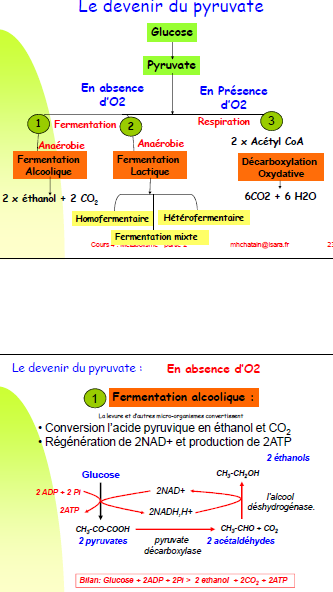 Le devenir du pyruvate
Glucose
Pyruvate
En absence
d'O2
En Présence
d'O2
1
Fermentation
2
Respiration
3
Anaérobie
Anaérobie
2 x Acétyl CoA
Fermentation
Alcoolique
Fermentation
Lactique
Décarboxylation
Oxydative
2 x éthanol + 2 CO2
6CO2 + 6 H2O
Homofermentaire
Hétérofermentaire
Fermentation mixte
mhchatain@isara.fr
Le devenir du pyruvate :
En absence d'O2
1
Fermentation alcoolique :
La levure et d'autres micro-organismes convertissent
• Conversion l'acide pyruvique en éthanol et CO2
• Régénération de 2NAD+ et production de 2ATP
2 éthanols
Glucose
CH3-CH2OH
2 ADP + 2 Pi
2NAD+
l'alcool
déshydrogénase.
2ATP
2NADH,H+
CH3-CO-COOH
CH3-CHO + CO2
2 pyruvates
pyruvate
décarboxylase
2 acétaldéhydes
Bilan: Glucose + 2ADP + 2Pi > 2 ethanol + 2CO2 + 2ATP